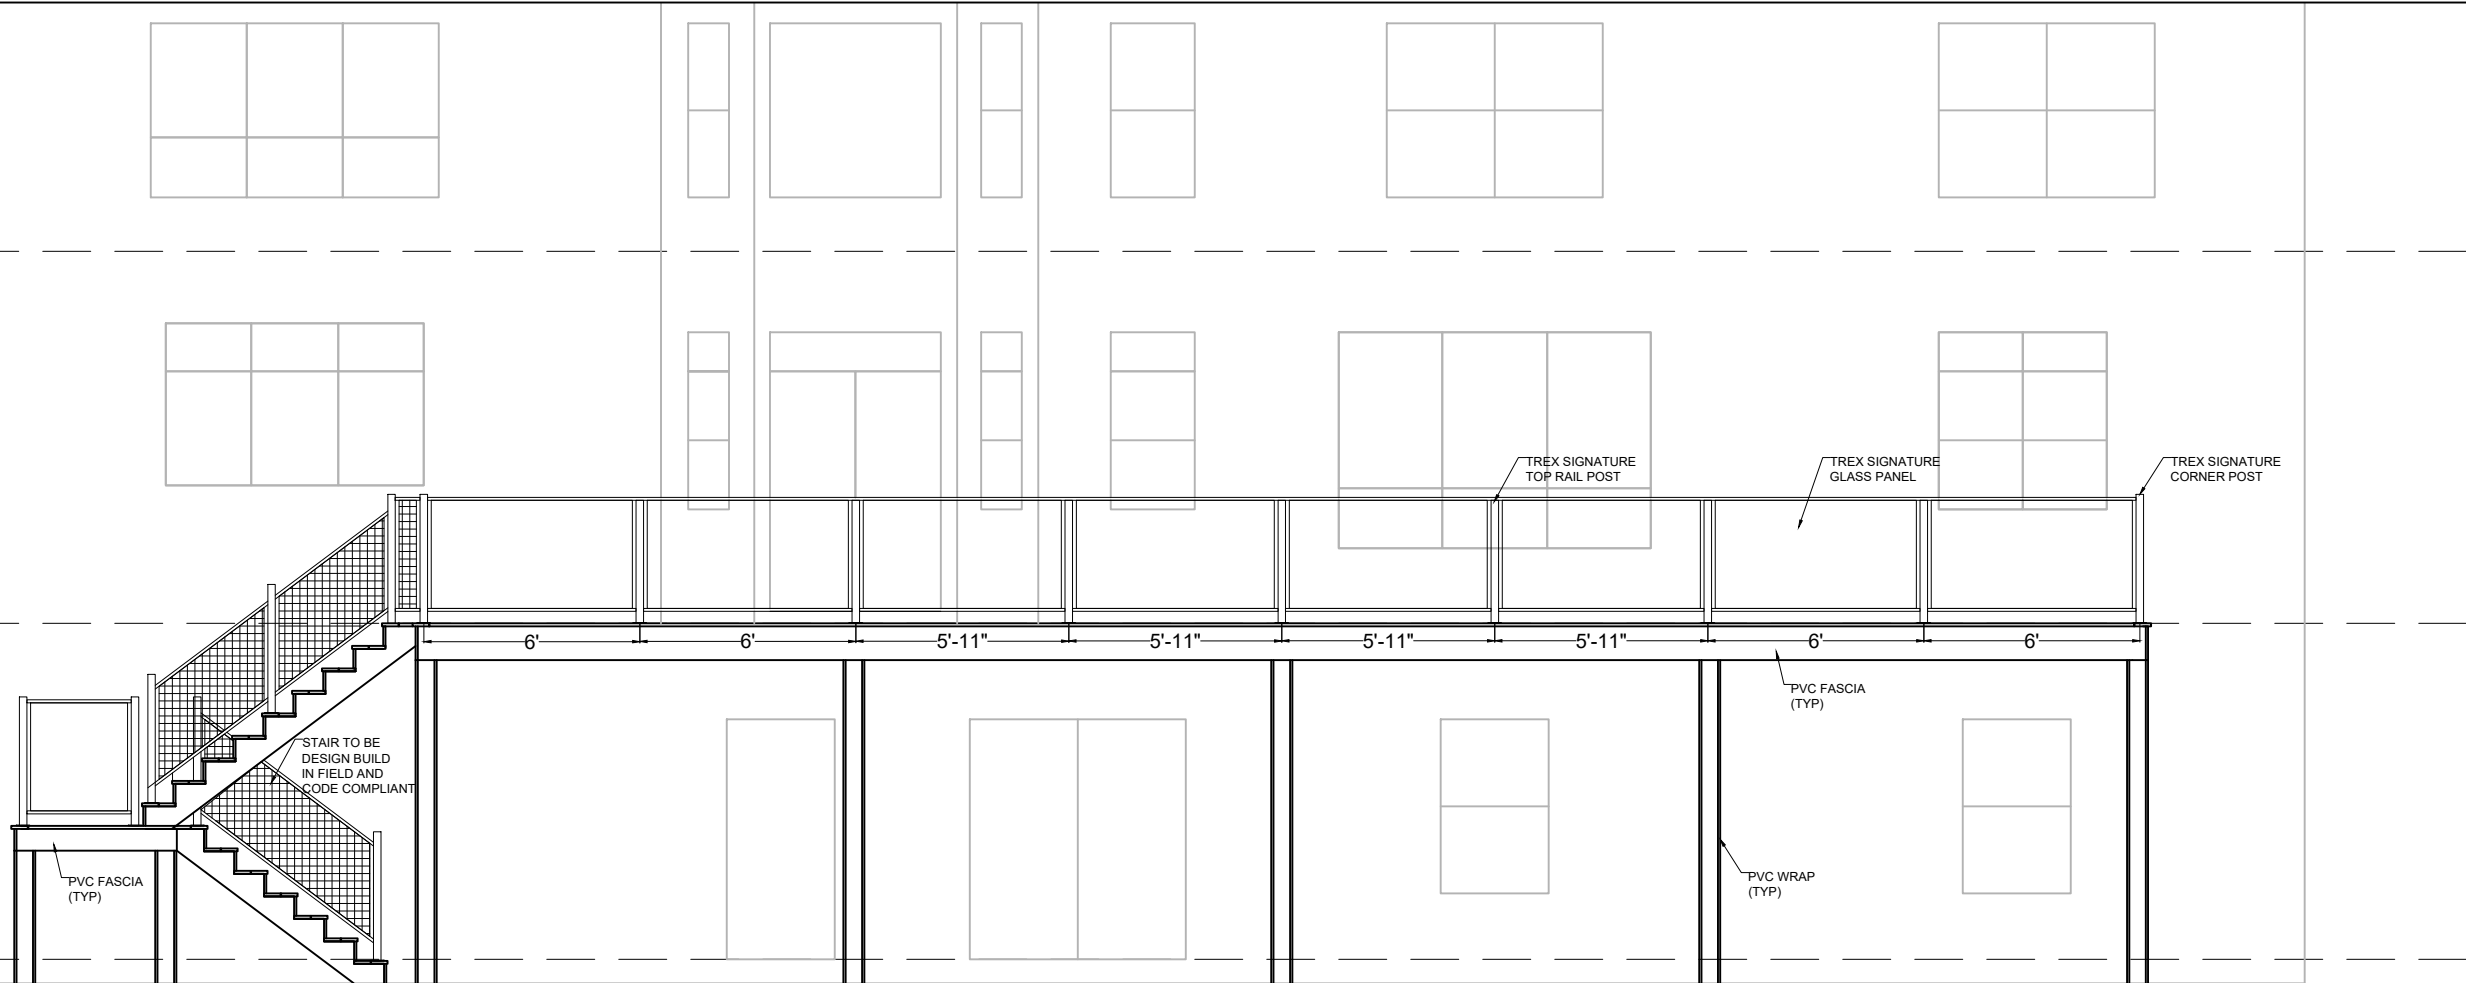 TREX SIGNATURE
TOP RAIL POST
TREX SIGNATURE
GLASS PANEL
TREX SIGNATURE
CORNER POST
6'
6'
5'-11"
5'-11"
5'-11"
5'-11"
6'
6'
PVC FASCIA
(TYP)
STAIR TO BE
DESIGN BUILD
IN FIELD AND
CODE COMPLIANT
PVC FASCIA
(TYP)
PVC WRAP
(TYP)